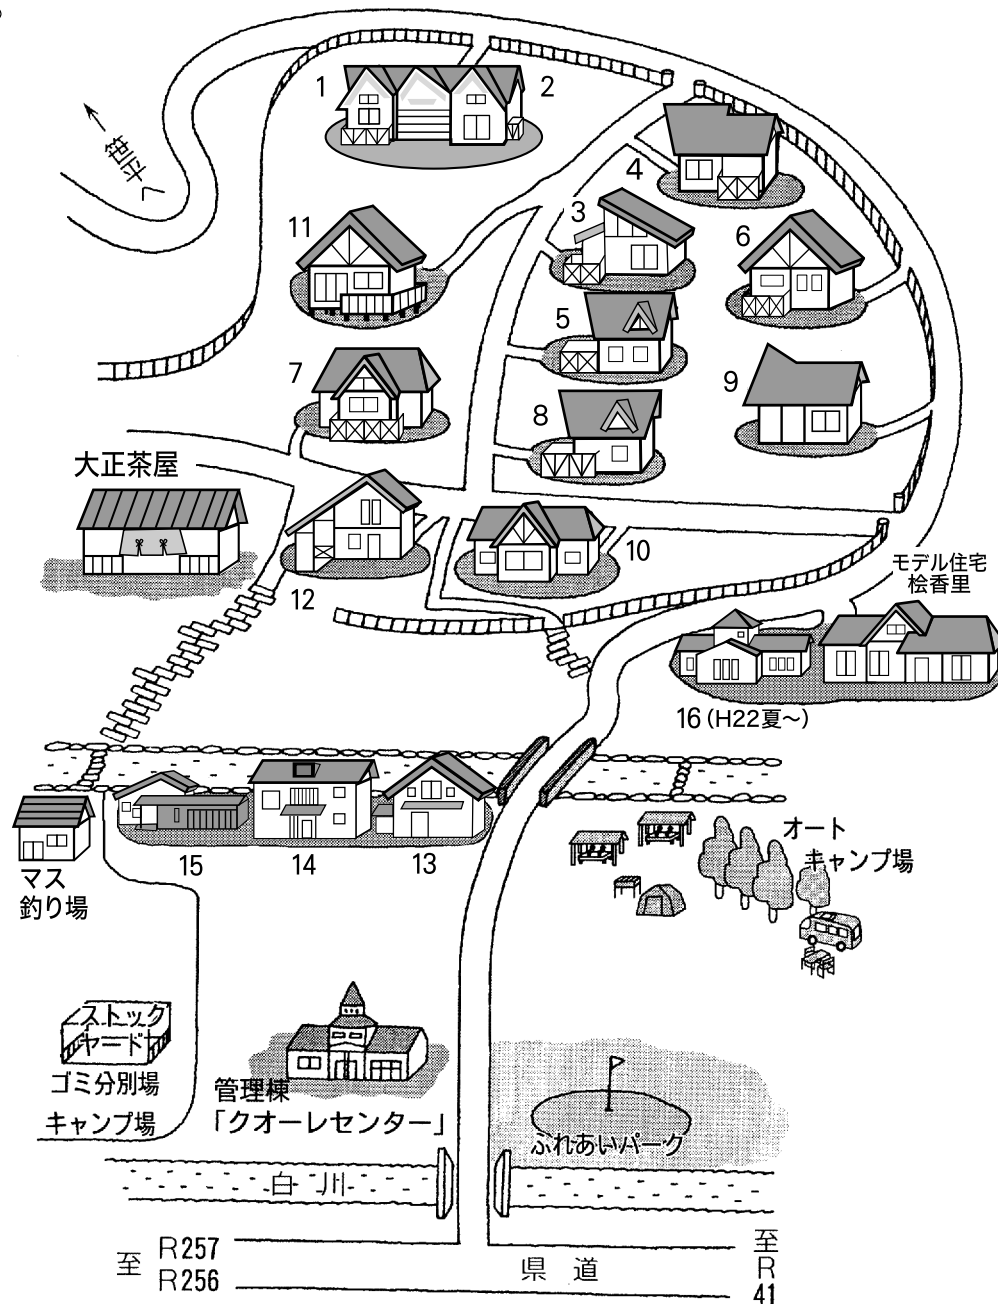 1
2
笹平へ
4
3
11
6
5
7
9
8
大正茶屋
10
12
モデル住宅
桧香里
16(H22夏〜)
オート
キャンプ場
15
14
13
マス
釣り場
ストック
ヤード
ゴミ分別場
キャンプ場
管理棟
「クオーレセンター」
ふれあいパーク
白川
至
R257
R256
県道
至
R
41